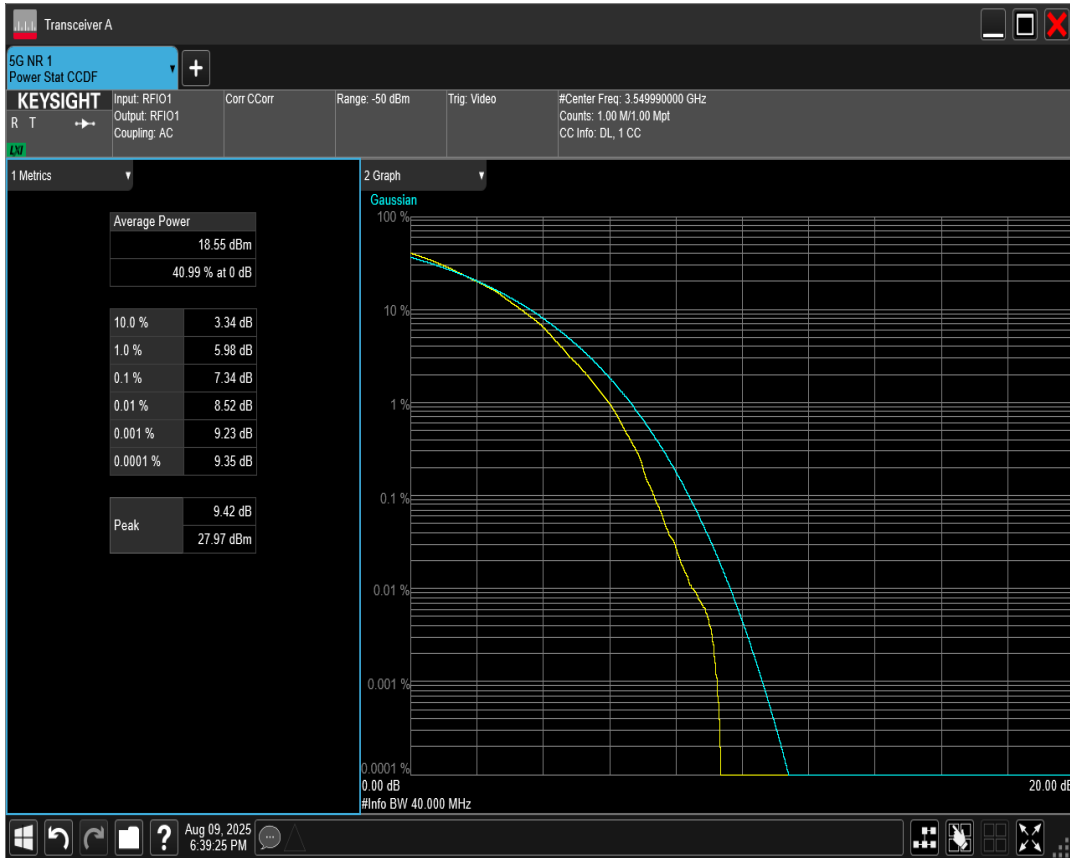 Transceiver A
5G NR 1
Power Stat CCDF
KEYSIGHT
R T
LXI
Input: RFIO1
Output: RFIO1
Coupling: AC
Corr CCorr
Range: -50 dBm
Trig: Video
#Center Freq: 3.549990000 GHz
Counts: 1.00 M/1.00 Mpt
CC Info: DL, 1 CC
1 Metrics
Average Power
18.55 dBm
40.99 % at 0 dB
10.0 % 3.34 dB
1.0 % 5.98 dB
0.1 % 7.34 dB
0.01 % 8.52 dB
0.001 % 9.23 dB
0.0001 % 9.35 dB
Peak
9.42 dB
27.97 dBm
2 Graph
Gaussian
100 %
10 %
1 %
0.1 %
0.01 %
0.001 %
0.0001 %
0.00 dB 20.00 dB
#Info BW 40.000 MHz
Aug 09, 2025
6:39:25 PM